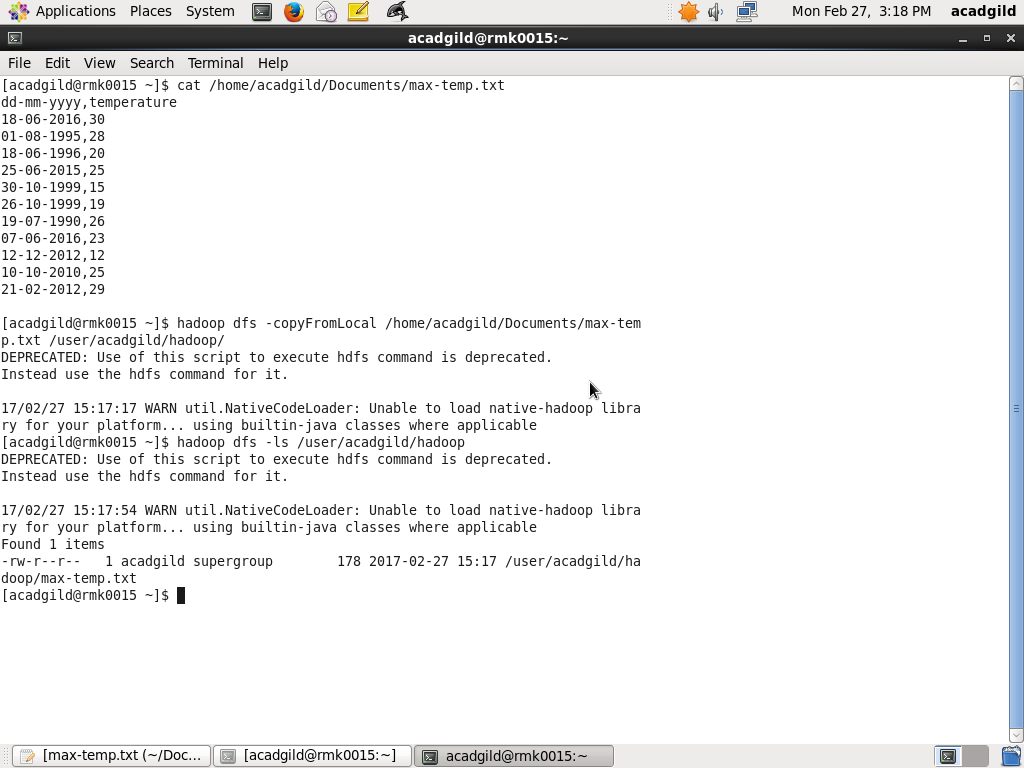 Applications Places System Mon Feb 27, 3:18 PM acadgild
acadgild@rmk0015:~
File Edit View Search Terminal Help
[acadgild@rmk0015 ~]$ cat /home/acadgild/Documents/max-temp.txt
dd-mm-yyyy,temperature
18-06-2016,30
01-08-1995,28
18-06-1996,20
25-06-2015,25
30-10-1999,15
26-10-1999,19
19-07-1990,26
07-06-2016,23
12-12-2012,12
10-10-2010,25
21-02-2012,29
[acadgild@rmk0015 ~]$ hadoop dfs -copyFromLocal /home/acadgild/Documents/max-tem
p.txt /user/acadgild/hadoop/
DEPRECATED: Use of this script to execute hdfs command is deprecated.
Instead use the hdfs command for it.
17/02/27 15:17:17 WARN util.NativeCodeLoader: Unable to load native-hadoop libra
ry for your platform... using builtin-java classes where applicable
[acadgild@rmk0015 ~]$ hadoop dfs -ls /user/acadgild/hadoop
DEPRECATED: Use of this script to execute hdfs command is deprecated.
Instead use the hdfs command for it.
17/02/27 15:17:54 WARN util.NativeCodeLoader: Unable to load native-hadoop libra
ry for your platform... using builtin-java classes where applicable
Found 1 items
-rw-r--r--   1 acadgild supergroup        178 2017-02-27 15:17 /user/acadgild/ha
doop/max-temp.txt
[acadgild@rmk0015 ~]$
[max-temp.txt (~/Doc... [acadgild@rmk0015:~] acadgild@rmk0015:~